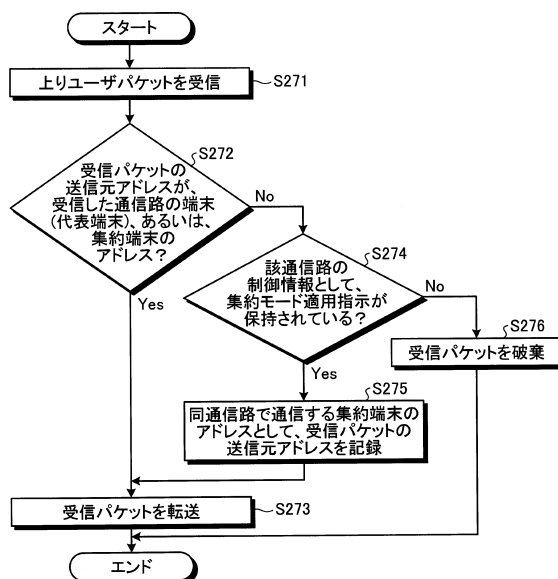 スタート
上りユーザパケットを受信
S271
S272
受信パケットの
送信元アドレスが、
受信した通信路の端末
(代表端末)、あるいは、
集約端末の
アドレス？
No
Yes
S274
該通信路の
制御情報として、
集約モード適用指示が
保持されている？
No
Yes
S276
受信パケットを破棄
S275
同通信路で通信する集約端末の
アドレスとして、受信パケットの
送信元アドレスを記録
受信パケットを転送
S273
エンド